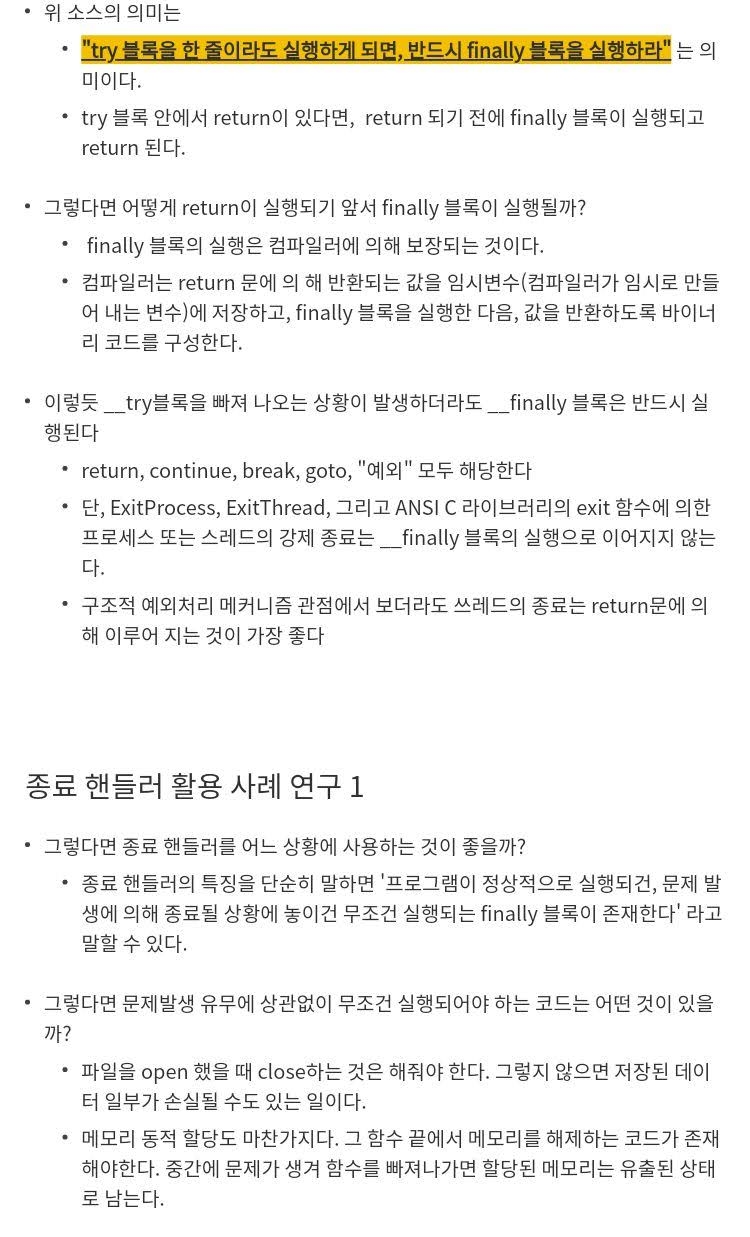 • 위 소스의 의미는
• "try 블록을 한 줄이라도 실행하게 되면, 반드시 finally 블록을 실행하라" 는 의
미이다.
• try 블록 안에서 return이 있다면,  return 되기 전에 finally 블록이 실행되고
return 된다.
• 그렇다면 어떻게 return이 실행되기 앞서 finally 블록이 실행될까?
•  finally 블록의 실행은 컴파일러에 의해 보장되는 것이다.
• 컴파일러는 return 문에 의 해 반환되는 값을 임시변수(컴파일러가 임시로 만들
어 내는 변수)에 저장하고, finally 블록을 실행한 다음, 값을 반환하도록 바이너
리 코드를 구성한다.
• 이렇듯 __try블록을 빠져 나오는 상황이 발생하더라도 __finally 블록은 반드시 실
행된다
• return, continue, break, goto, "예외" 모두 해당한다
• 단, ExitProcess, ExitThread, 그리고 ANSI C 라이브러리의 exit 함수에 의한
프로세스 또는 스레드의 강제 종료는 __finally 블록의 실행으로 이어지지 않는
다.
• 구조적 예외처리 메커니즘 관점에서 보더라도 쓰레드의 종료는 return문에 의
해 이루어 지는 것이 가장 좋다
종료 핸들러 활용 사례 연구 1
• 그렇다면 종료 핸들러를 어느 상황에 사용하는 것이 좋을까?
• 종료 핸들러의 특징을 단순히 말하면 '프로그램이 정상적으로 실행되건, 문제 발
생에 의해 종료될 상황에 놓이건 무조건 실행되는 finally 블록이 존재한다' 라고
말할 수 있다.
• 그렇다면 문제발생 유무에 상관없이 무조건 실행되어야 하는 코드는 어떤 것이 있을
까?
• 파일을 open 했을 때 close하는 것은 해줘야 한다. 그렇지 않으면 저장된 데이
터 일부가 손실될 수도 있는 일이다.
• 메모리 동적 할당도 마찬가지다. 그 함수 끝에서 메모리를 해제하는 코드가 존재
해야한다. 중간에 문제가 생겨 함수를 빠져나가면 할당된 메모리는 유출된 상태
로 남는다.